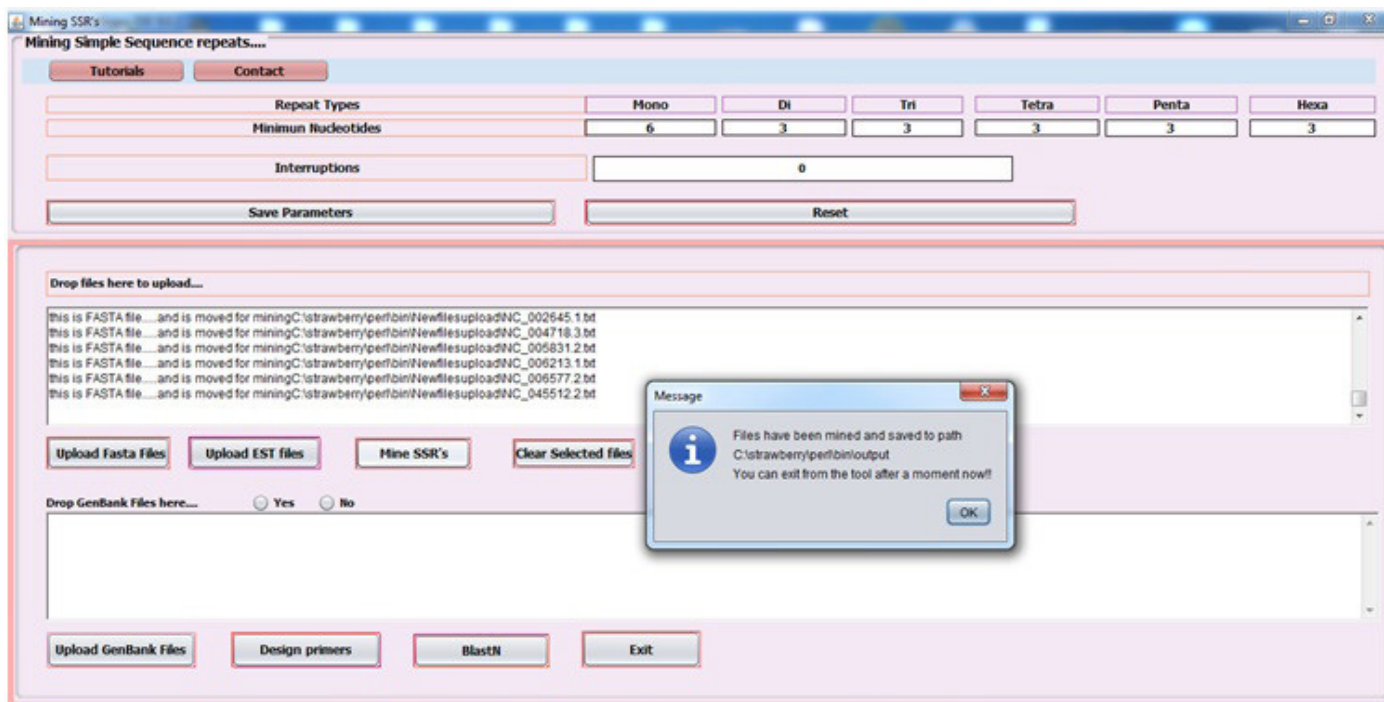 Mining SSR's
Mining Simple Sequence repeats....
Tutorials Contact
Repeat Types Mono Di Tri Tetra Penta Hexa
Minimun Nucleotides 6 3 3 3 3 3
Interruptions 0
Save Parameters Reset
Drop files here to upload....
this is FASTA file.....and is moved for miningC:\strawberry\perl\bin\Newfilesupload\NC_002645.1.txt
this is FASTA file.....and is moved for miningC:\strawberry\perl\bin\Newfilesupload\NC_004718.3.txt
this is FASTA file.....and is moved for miningC:\strawberry\perl\bin\Newfilesupload\NC_005831.2.txt
this is FASTA file.....and is moved for miningC:\strawberry\perl\bin\Newfilesupload\NC_006213.1.txt
this is FASTA file.....and is moved for miningC:\strawberry\perl\bin\Newfilesupload\NC_006577.2.txt
this is FASTA file.....and is moved for miningC:\strawberry\perl\bin\Newfilesupload\NC_045512.2.txt
Message
Files have been mined and saved to path
C:\strawberry\perl\bin\output
You can exit from the tool after a moment now!!
OK
Upload Fasta Files Upload EST files Mine SSR's Clear Selected files
Drop GenBank Files here.... Yes No
Upload GenBank Files Design primers BlastN Exit